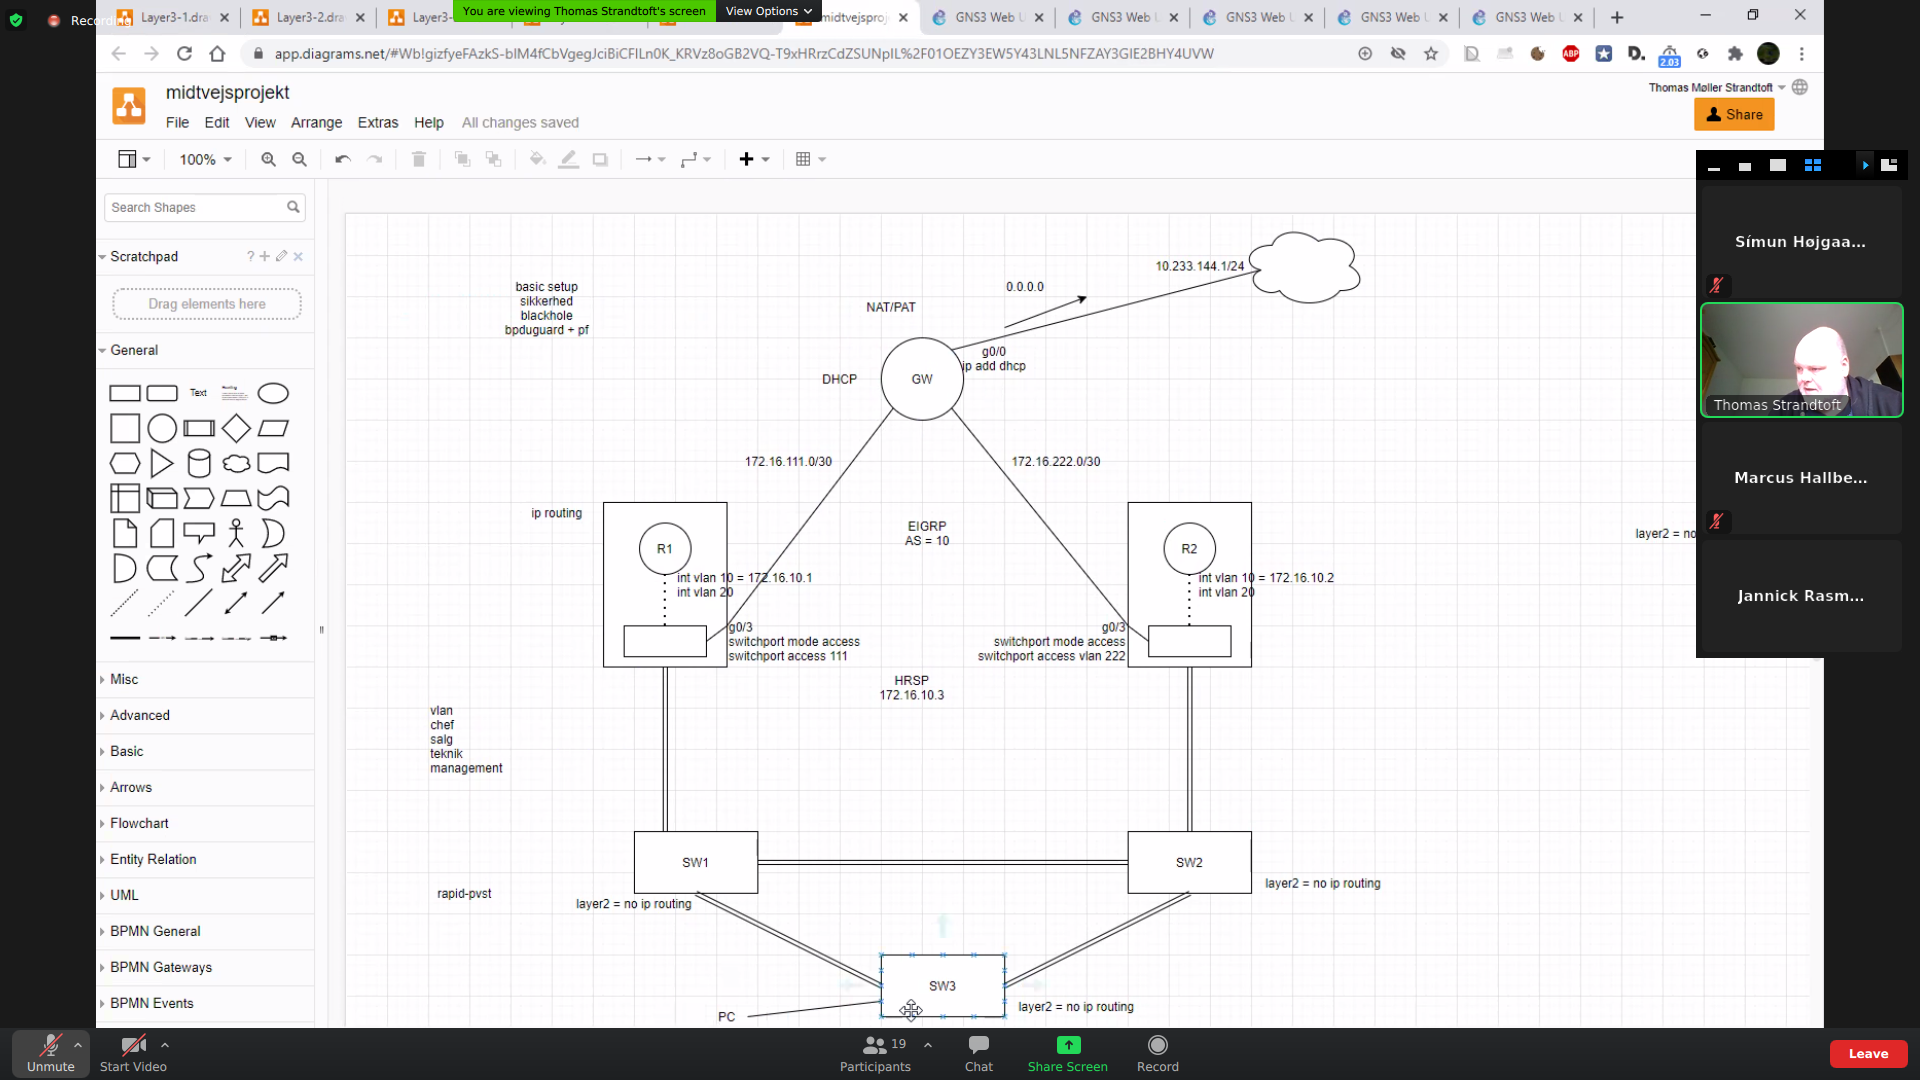 Recording
You are viewing Thomas Strandtoft's screen
View Options
Layer3-1.dra
Layer3-2.dra
Layer3-
midtvejsproj
GNS3 Web U
GNS3 Web U
GNS3 Web U
GNS3 Web U
GNS3 Web U
app.diagrams.net/#Wb!gizfyeFAzkS-bIM4fCbVgegJciBiCFILn0K_KRVz8oGB2VQ-T9xHRrzCdZSUNpIL%2F01OEZY3EW5Y43LNL5NFZAY3GIE2BHY4UVW
ABP
D.
2.03
midtvejsprojekt
Thomas Møller Strandtoft
File Edit View Arrange Extras Help All changes saved
Share
100%
Search Shapes
Scratchpad
Drag elements here
General
Text
Misc
Advanced
Basic
Arrows
Flowchart
Entity Relation
UML
BPMN General
BPMN Gateways
BPMN Events
basic setup
sikkerhed
blackhole
bpduguard + pf
NAT/PAT
0.0.0.0
10.233.144.1/24
DHCP
GW
g0/0
ip add dhcp
172.16.111.0/30
172.16.222.0/30
ip routing
EIGRP
AS = 10
R1
int vlan 10 = 172.16.10.1
int vlan 20
g0/3
switchport mode access
switchport access 111
R2
int vlan 10 = 172.16.10.2
int vlan 20
g0/3
switchport mode access
switchport access vlan 222
layer2 = no
HRSP
172.16.10.3
vlan
chef
salg
teknik
management
SW1
SW2
rapid-pvst
layer2 = no ip routing
layer2 = no ip routing
SW3
layer2 = no ip routing
PC
Símun Højgaa...
Thomas Strandtoft
Marcus Hallbe...
Jannick Rasm...
Unmute
Start Video
19
Participants
Chat
Share Screen
Record
Leave